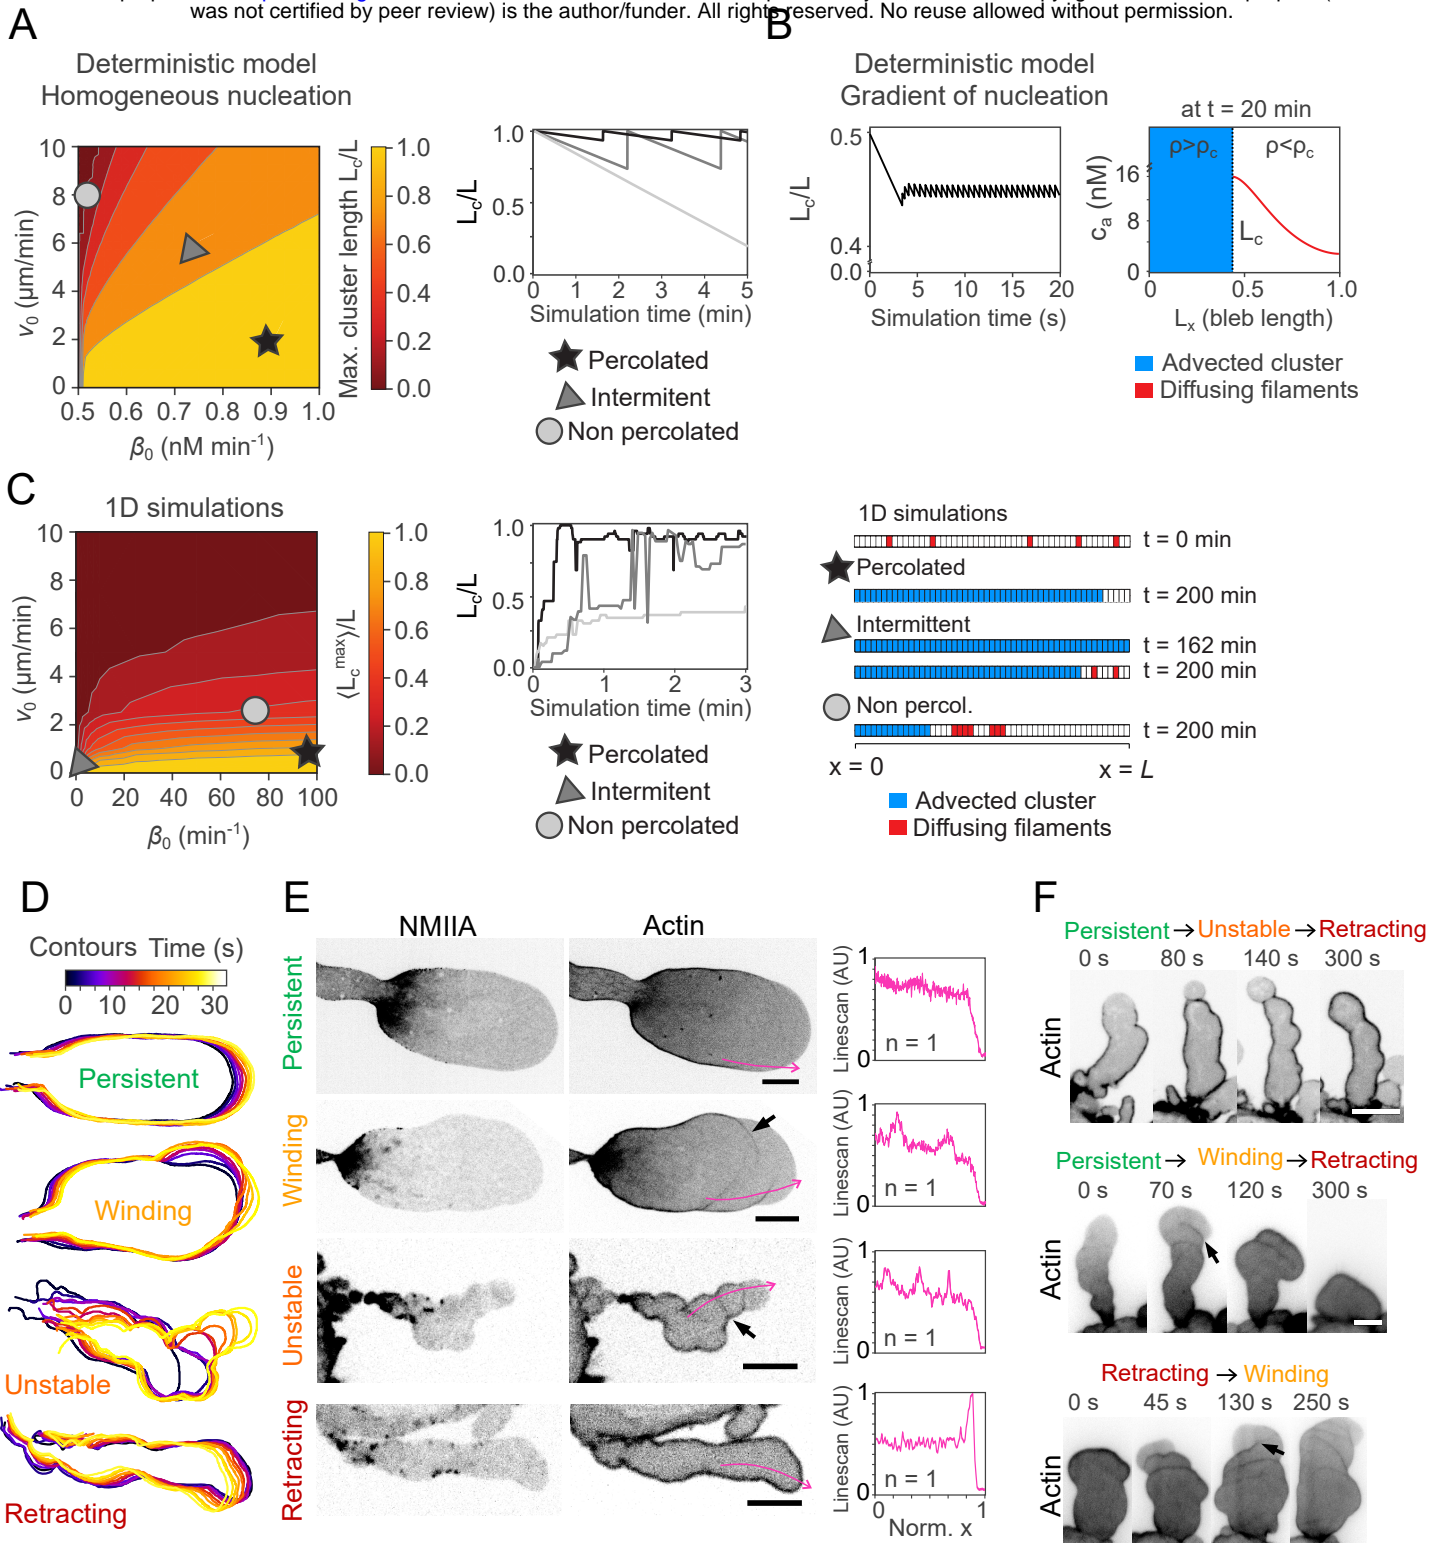 was not certified by peer review) is the author/funder. All rights reserved. No reuse allowed without permission.
A
Deterministic model
Homogeneous nucleation
10
8
6
4
2
0
0.5 0.6 0.7 0.8 0.9 1.0
v0 (μm/min)
β0 (nM min-1)
Max. cluster length Lc/L
1.0
0.8
0.6
0.4
0.2
0.0
Lc/L
1.0
0.5
0.0
0 1 2 3 4 5
Simulation time (min)
Percolated
Intermitent
Non percolated
B
Deterministic model
Gradient of nucleation
Lc/L
0.5
0.4
0.0
0 5 10 15 20
Simulation time (s)
at t = 20 min
ρ>ρc
ρ<ρc
Lc
ca (nM)
16
8
0
0 0.5 1.0
Lx (bleb length)
Advected cluster
Diffusing filaments
C
1D simulations
10
8
6
4
2
0
0 20 40 60 80 100
v0 (μm/min)
β0 (min-1)
⟨Lc max⟩/L
1.0
0.8
0.6
0.4
0.2
0.0
Lc/L
1.0
0.5
0.0
0 1 2 3
Simulation time (min)
Percolated
Intermitent
Non percolated
1D simulations
t = 0 min
Percolated
t = 200 min
Intermittent
t = 162 min
t = 200 min
Non percol.
t = 200 min
x = 0
x = L
Advected cluster
Diffusing filaments
D
Contours Time (s)
0 10 20 30
Persistent
Winding
Unstable
Retracting
E
NMIIA
Actin
Persistent
Linescan (AU)
1
0
n = 1
Winding
Linescan (AU)
1
0
n = 1
Unstable
Linescan (AU)
1
0
n = 1
Retracting
Linescan (AU)
1
0
n = 1
0 1
Norm. x
F
Persistent → Unstable → Retracting
0 s 80 s 140 s 300 s
Actin
Persistent → Winding → Retracting
0 s 70 s 120 s 300 s
Actin
Retracting → Winding
0 s 45 s 130 s 250 s
Actin